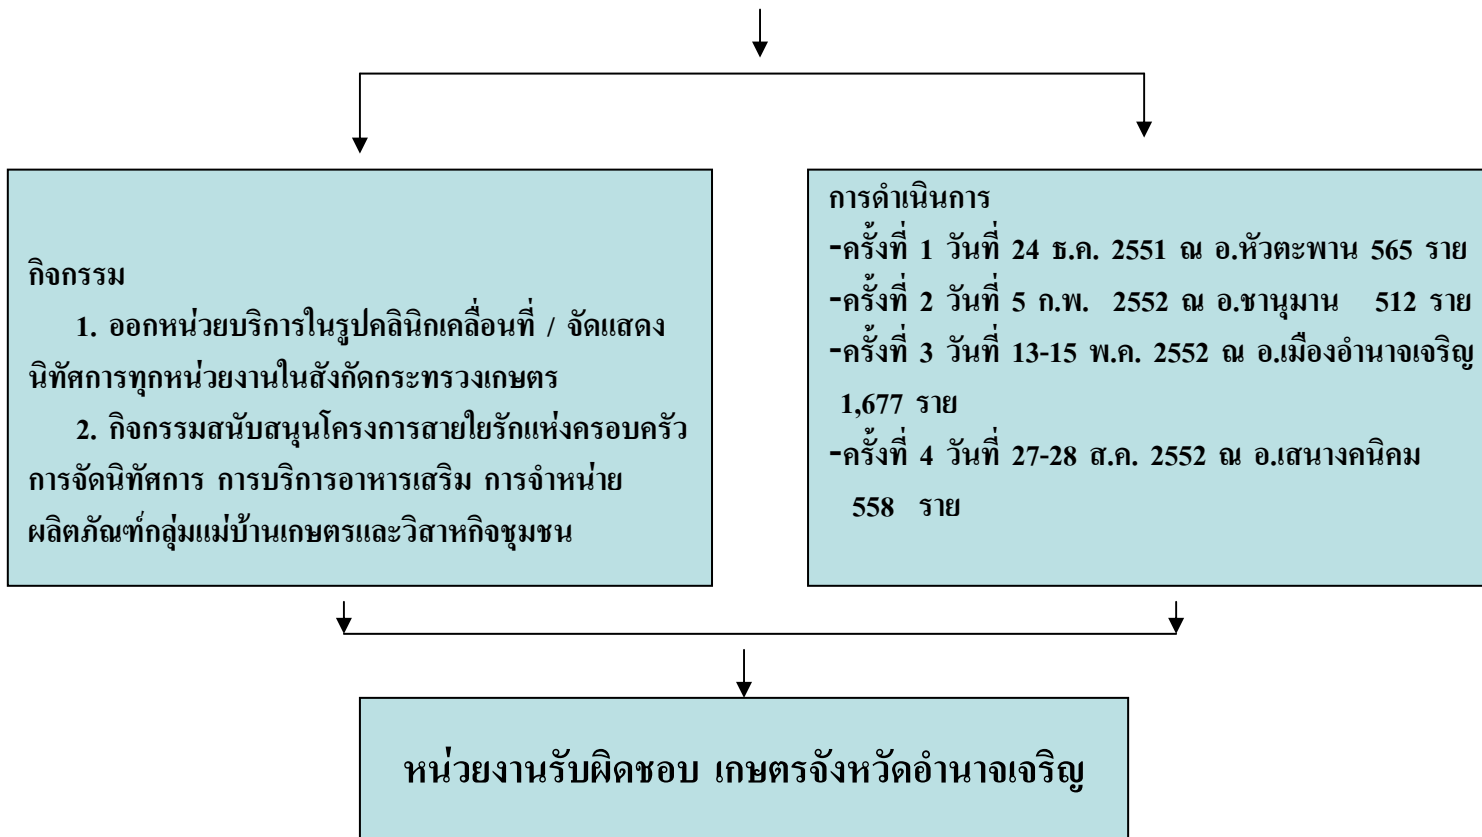 กิจกรรม
1. ออกหน่วยบริการในรูปคลินิกเคลื่อนที่ / จัดแสดง
นิทัศการทุกหน่วยงานในสังกัดกระทรวงเกษตร
2. กิจกรรมสนับสนุนโครงการสายใยรักแห่งครอบครัว
การจัดนิทัศการ การบริการอาหารเสริม การจำหน่าย
ผลิตภัณฑ์กลุ่มแม่บ้านเกษตรและวิสาหกิจชุมชน
การดำเนินการ
-ครั้งที่ 1 วันที่ 24 ธ.ค. 2551 ณ อ.หัวตะพาน 565 ราย
-ครั้งที่ 2 วันที่ 5 ก.พ. 2552 ณ อ.ชานุมาน 512 ราย
-ครั้งที่ 3 วันที่ 13-15 พ.ค. 2552 ณ อ.เมืองอำนาจเจริญ
1,677 ราย
-ครั้งที่ 4 วันที่ 27-28 ส.ค. 2552 ณ อ.เสนางคนิคม
558 ราย
หน่วยงานรับผิดชอบ เกษตรจังหวัดอำนาจเจริญ